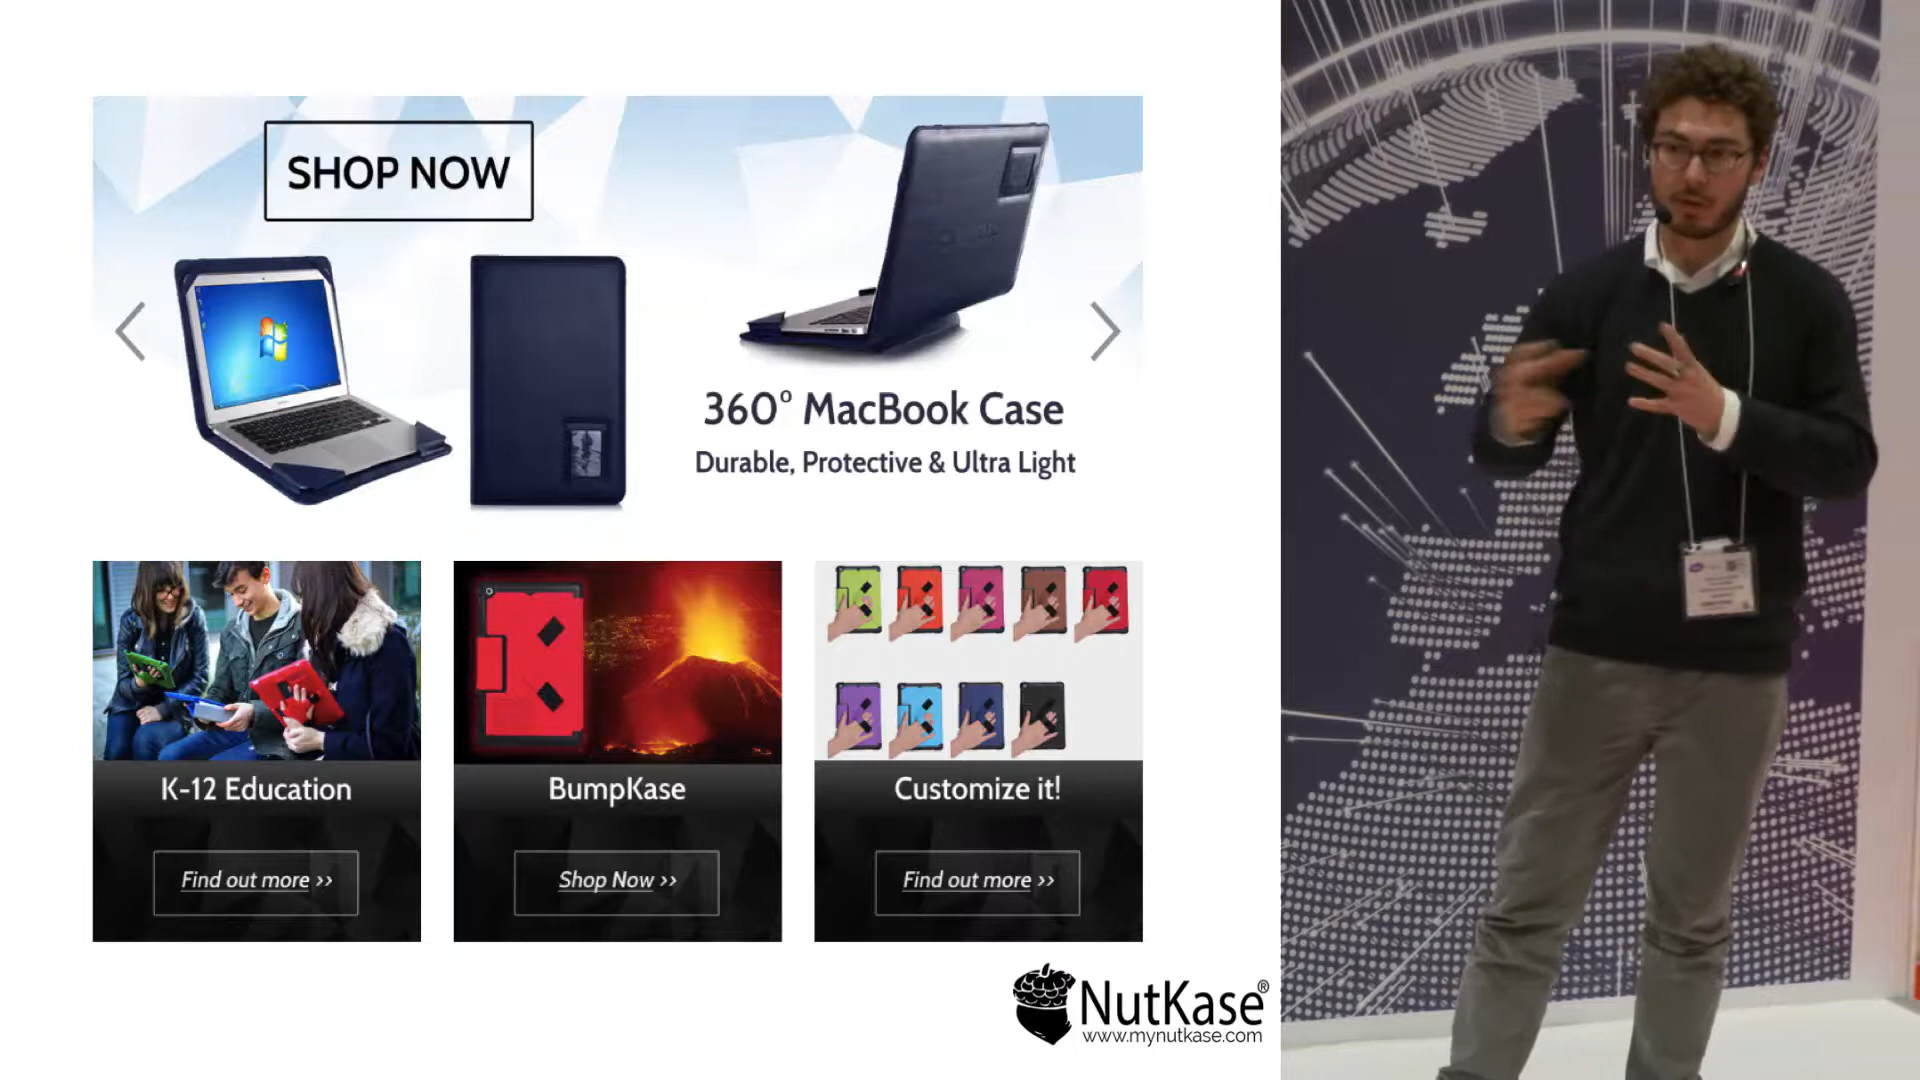 SHOP NOW
360° MacBook Case
Durable, Protective & Ultra Light
K-12 Education
BumpKase
Customize it!
Find out more >>
Shop Now >>
Find out more >>
NutKase®
www.mynutkase.com